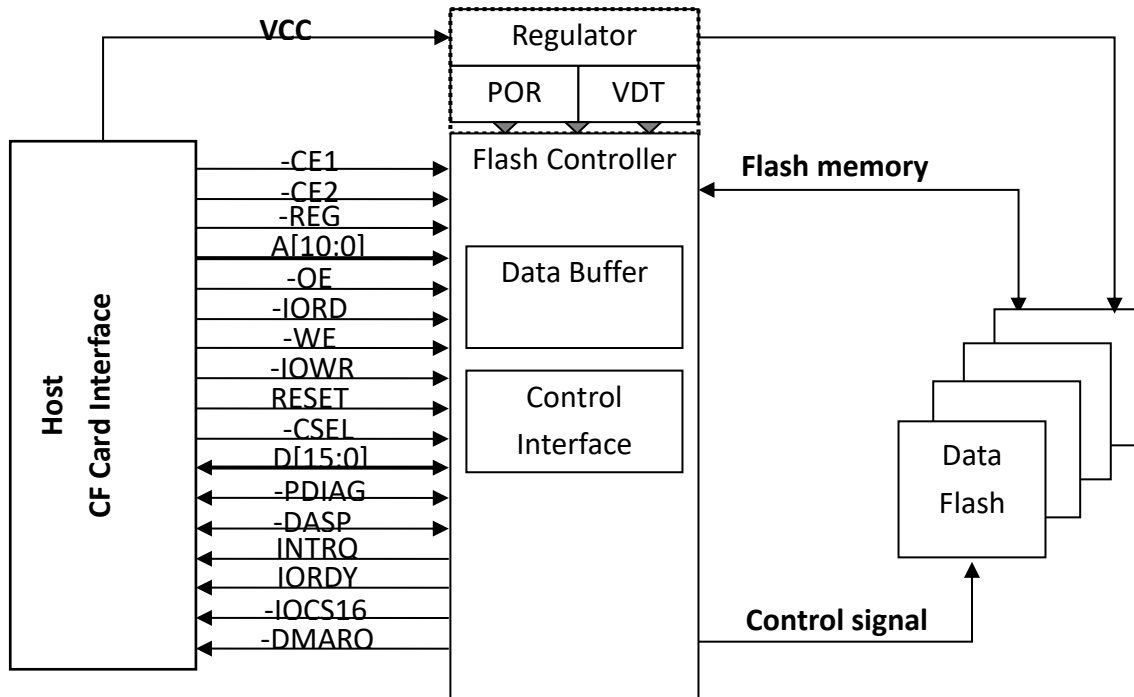 VCC
Regulator
POR
VDT
Flash Controller
-CE1
-CE2
-REG
A[10:0]
-OE
-IORD
-WE
-IOWR
RESET
-CSEL
D[15:0]
-PDIAG
-DASP
INTRQ
IORDY
-IOCS16
-DMARQ
Host
CF Card Interface
Data Buffer
Control
Interface
Flash memory
Data
Flash
Control signal